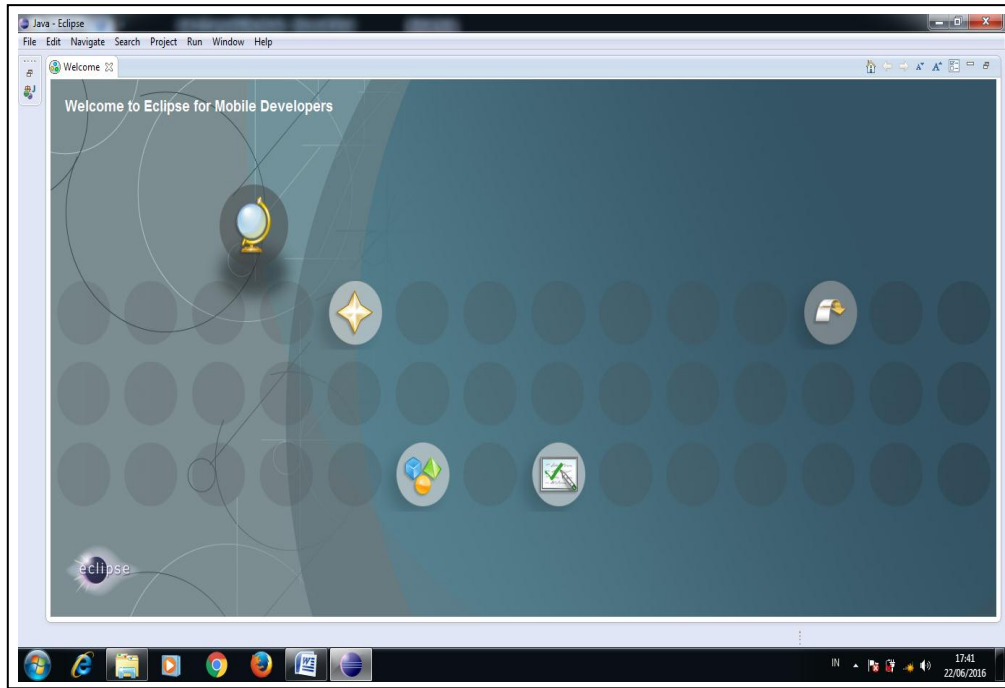 Java - Eclipse
File Edit Navigate Search Project Run Window Help
Welcome
Welcome to Eclipse for Mobile Developers
eclipse
IN
17:41
22/06/2016